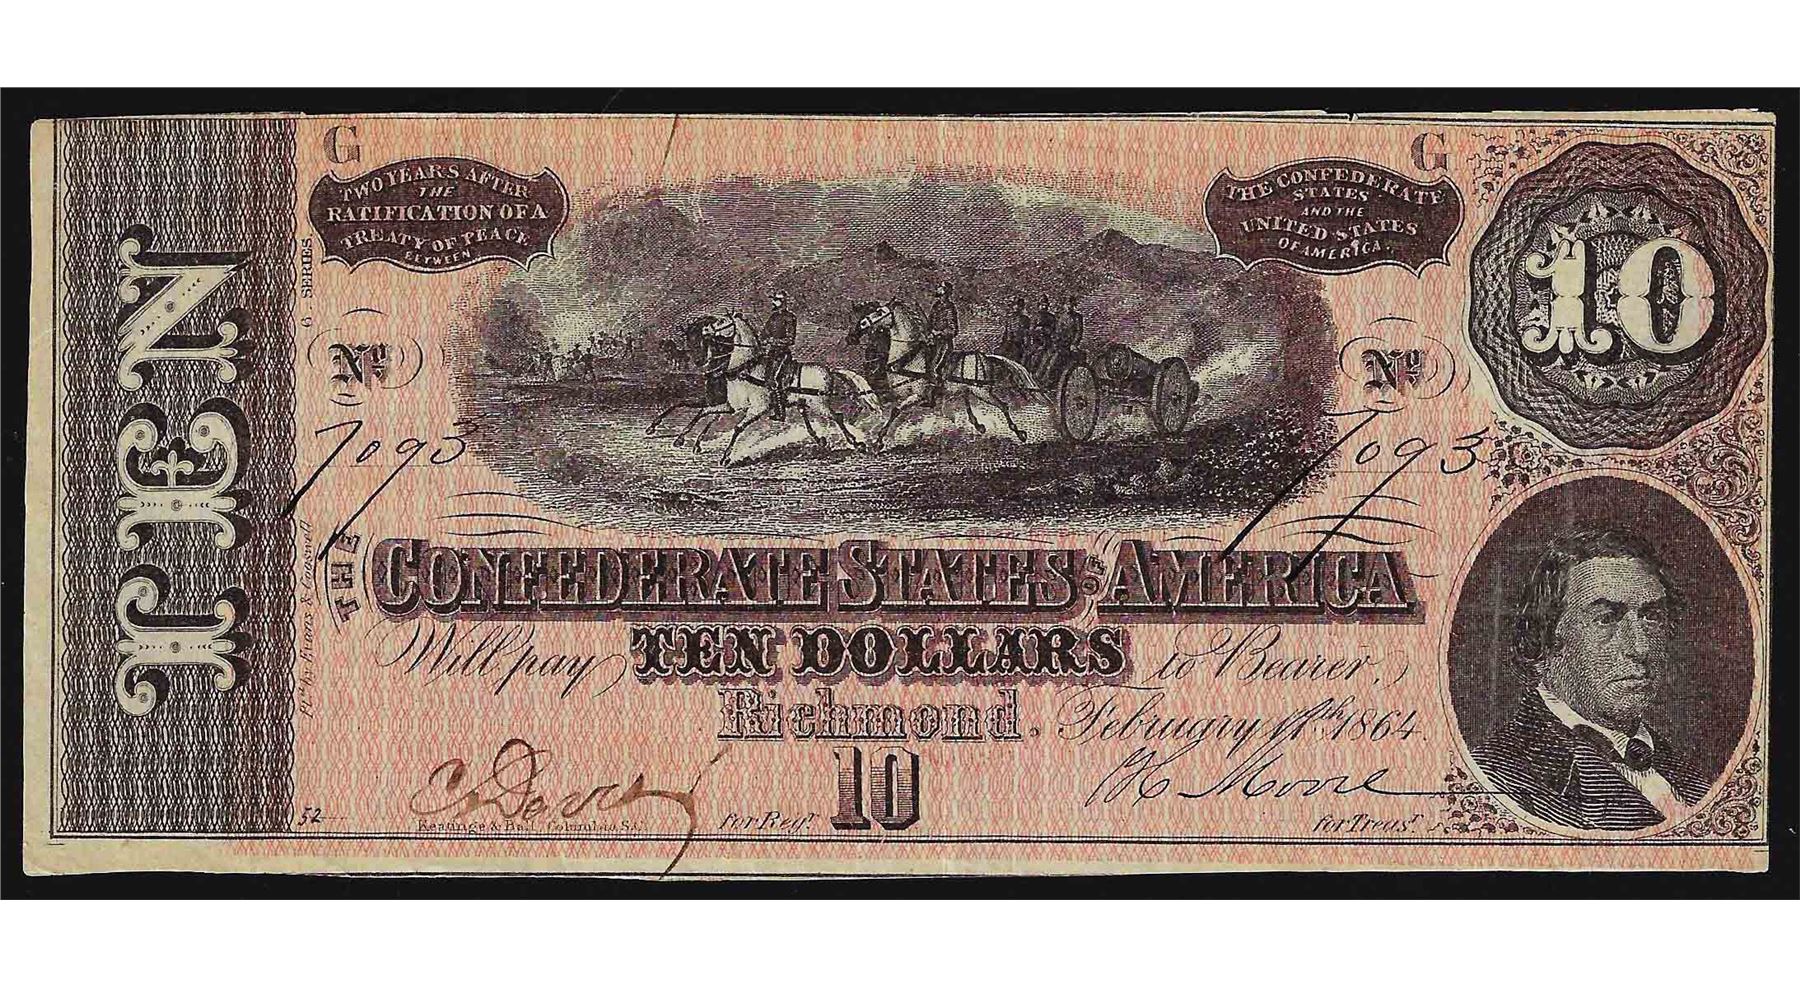 G
G
TWO YEARS AFTER
THE
RATIFICATION OF A
TREATY OF PEACE
BETWEEN
THE CONFEDERATE
STATES
AND THE
UNITED STATES
OF AMERICA.
10
TEN
6 SERIES
No
No
7093
7093
THE
CONFEDERATE STATES OF AMERICA
Will pay TEN DOLLARS to Bearer.
Richmond. February 17th 1864.
10
52
Keatinge & Ball, Columbia S.C.
for Regr.
Moore
for Treasr.